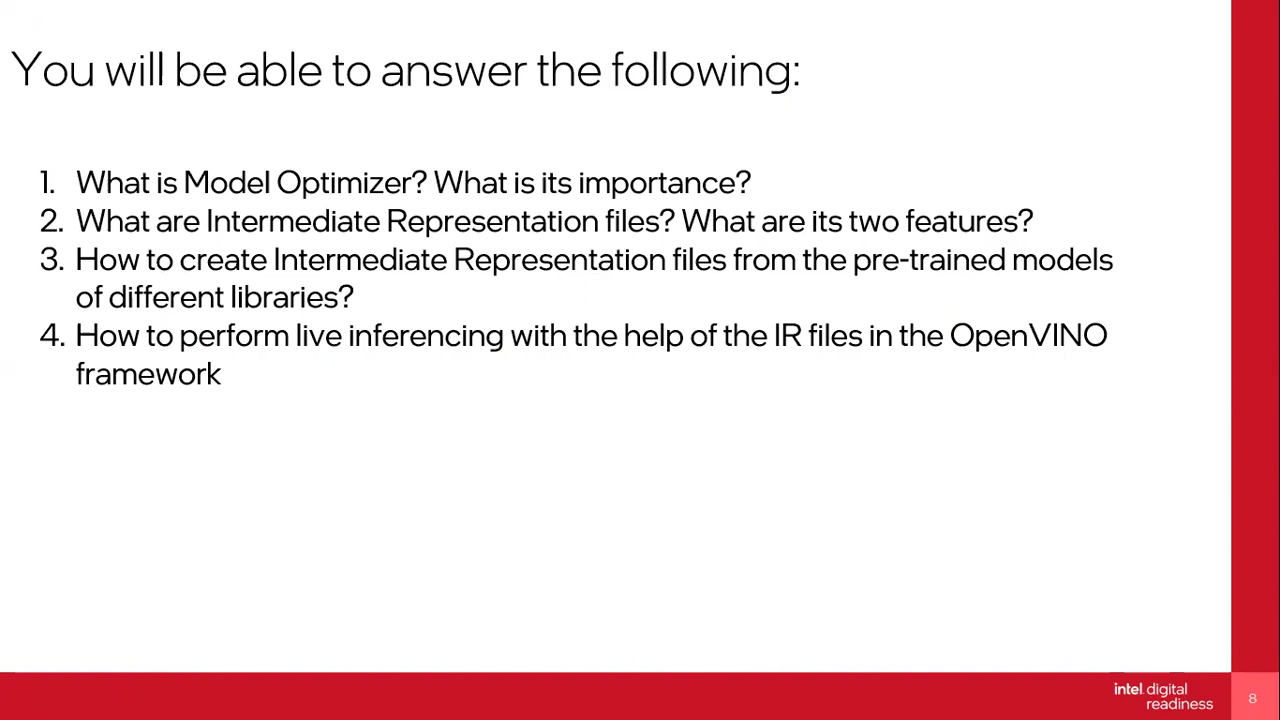 You will be able to answer the following:
1. What is Model Optimizer? What is its importance?
2. What are Intermediate Representation files? What are its two features?
3. How to create Intermediate Representation files from the pre-trained models
of different libraries?
4. How to perform live inferencing with the help of the IR files in the OpenVINO
framework
intel digital
readiness
8